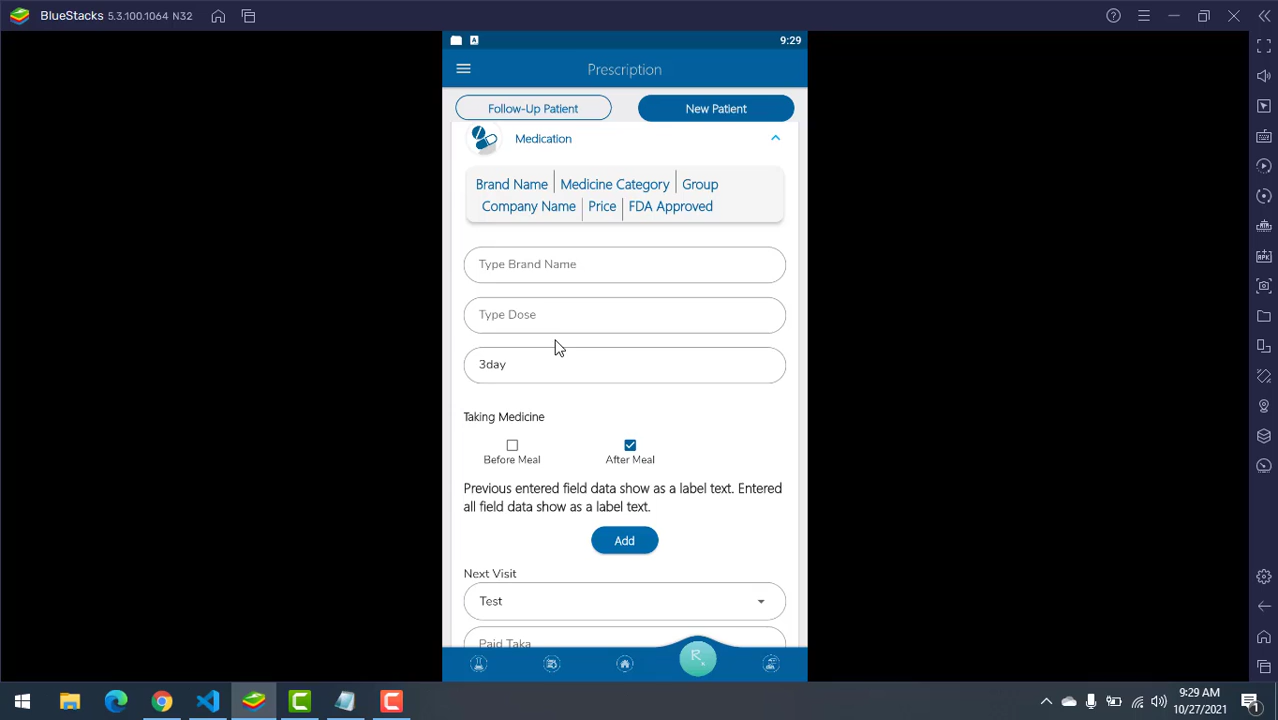 BlueStacks 5.3.100.1064 N32
9:29
Prescription
Follow-Up Patient
New Patient
Medication
Brand Name | Medicine Category | Group
Company Name | Price | FDA Approved
Type Brand Name
Type Dose
3day
Taking Medicine
Before Meal
After Meal
Previous entered field data show as a label text. Entered
all field data show as a label text.
Add
Next Visit
Test
Paid Taka
9:29 AM
10/27/2021